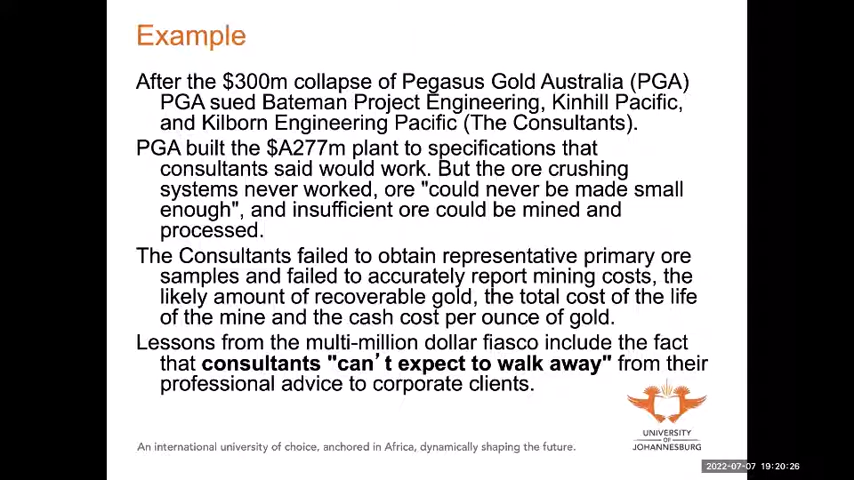 Example
After the $300m collapse of Pegasus Gold Australia (PGA)
PGA sued Bateman Project Engineering, Kinhill Pacific,
and Kilborn Engineering Pacific (The Consultants).
PGA built the $A277m plant to specifications that
consultants said would work. But the ore crushing
systems never worked, ore "could never be made small
enough", and insufficient ore could be mined and
processed.
The Consultants failed to obtain representative primary ore
samples and failed to accurately report mining costs, the
likely amount of recoverable gold, the total cost of the life
of the mine and the cash cost per ounce of gold.
Lessons from the multi-million dollar fiasco include the fact
that consultants "can’t expect to walk away" from their
professional advice to corporate clients.
UNIVERSITY
OF
JOHANNESBURG
An international university of choice, anchored in Africa, dynamically shaping the future.
2022-07-07 19:20:26